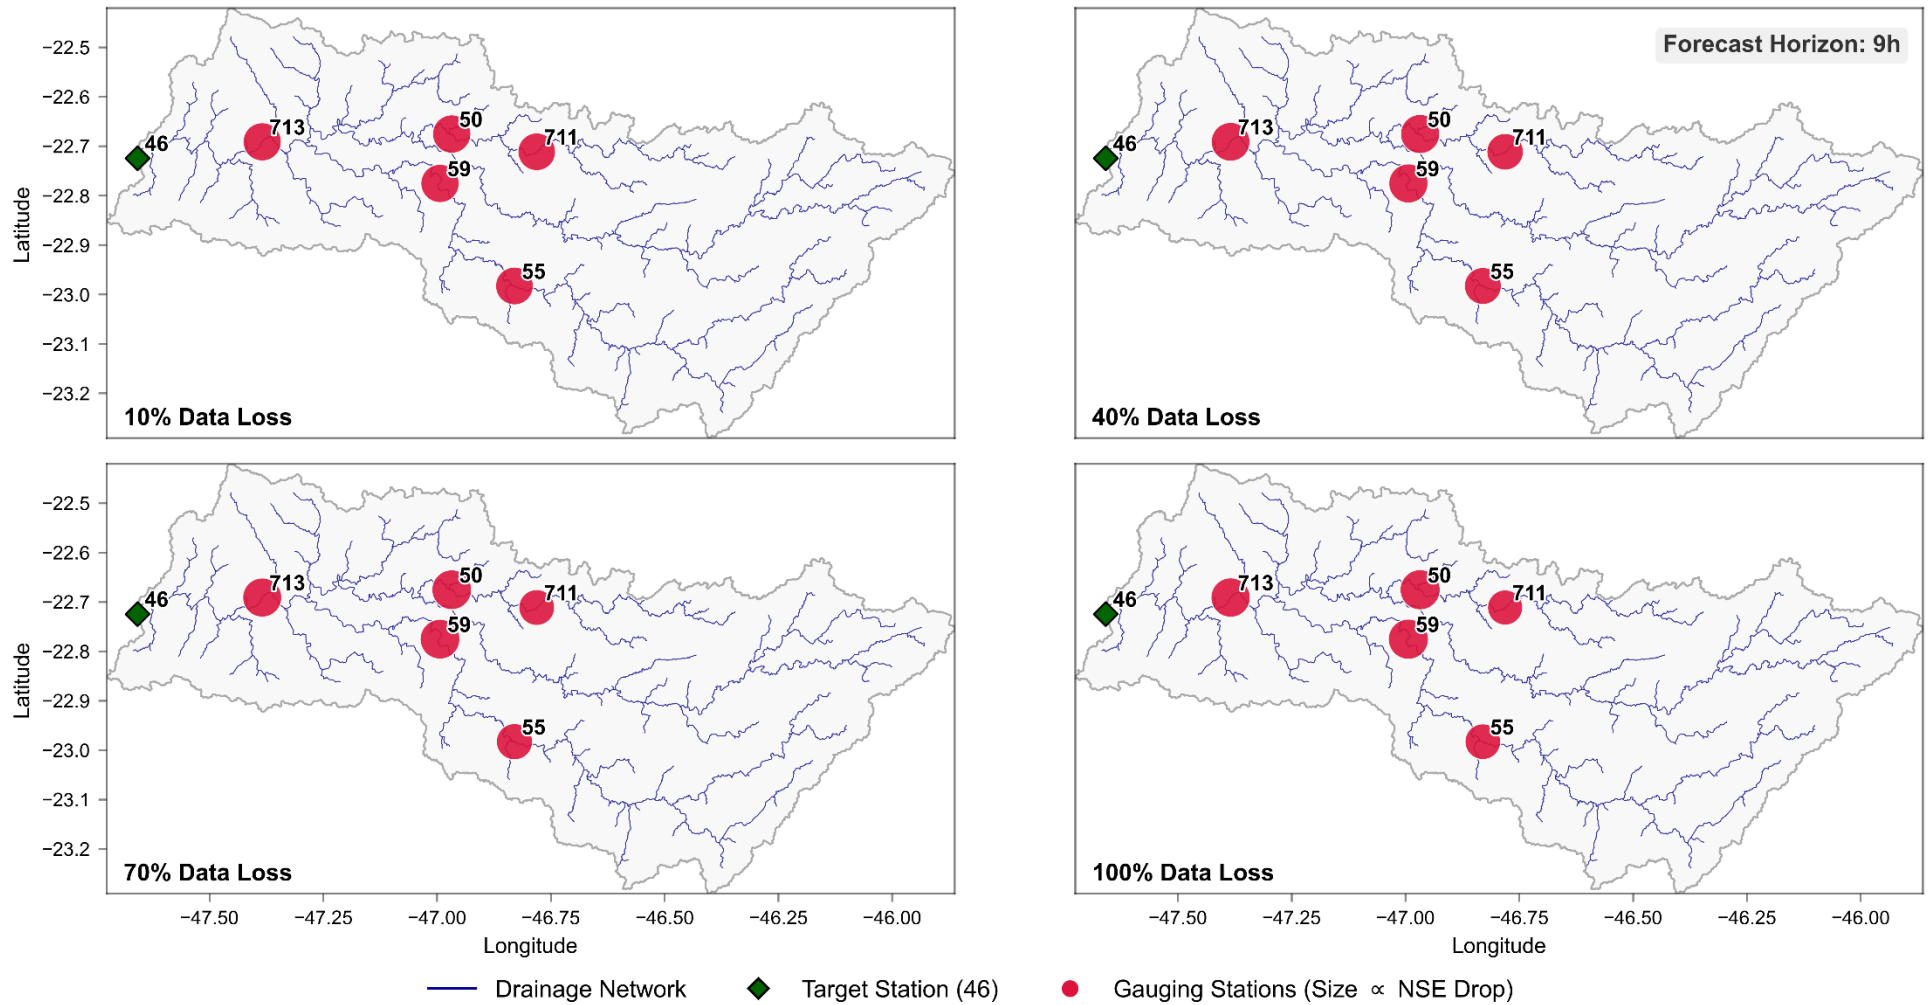 Forecast Horizon: 9h
Latitude
−22.5
−22.6
−22.7
−22.8
−22.9
−23.0
−23.1
−23.2
46
713
50
711
59
55
10% Data Loss
46
713
50
711
59
55
40% Data Loss
Latitude
−22.5
−22.6
−22.7
−22.8
−22.9
−23.0
−23.1
−23.2
46
713
50
711
59
55
70% Data Loss
46
713
50
711
59
55
100% Data Loss
−47.50 −47.25 −47.00 −46.75 −46.50 −46.25 −46.00
Longitude
−47.50 −47.25 −47.00 −46.75 −46.50 −46.25 −46.00
Longitude
Drainage Network
Target Station (46)
Gauging Stations (Size ∝ NSE Drop)